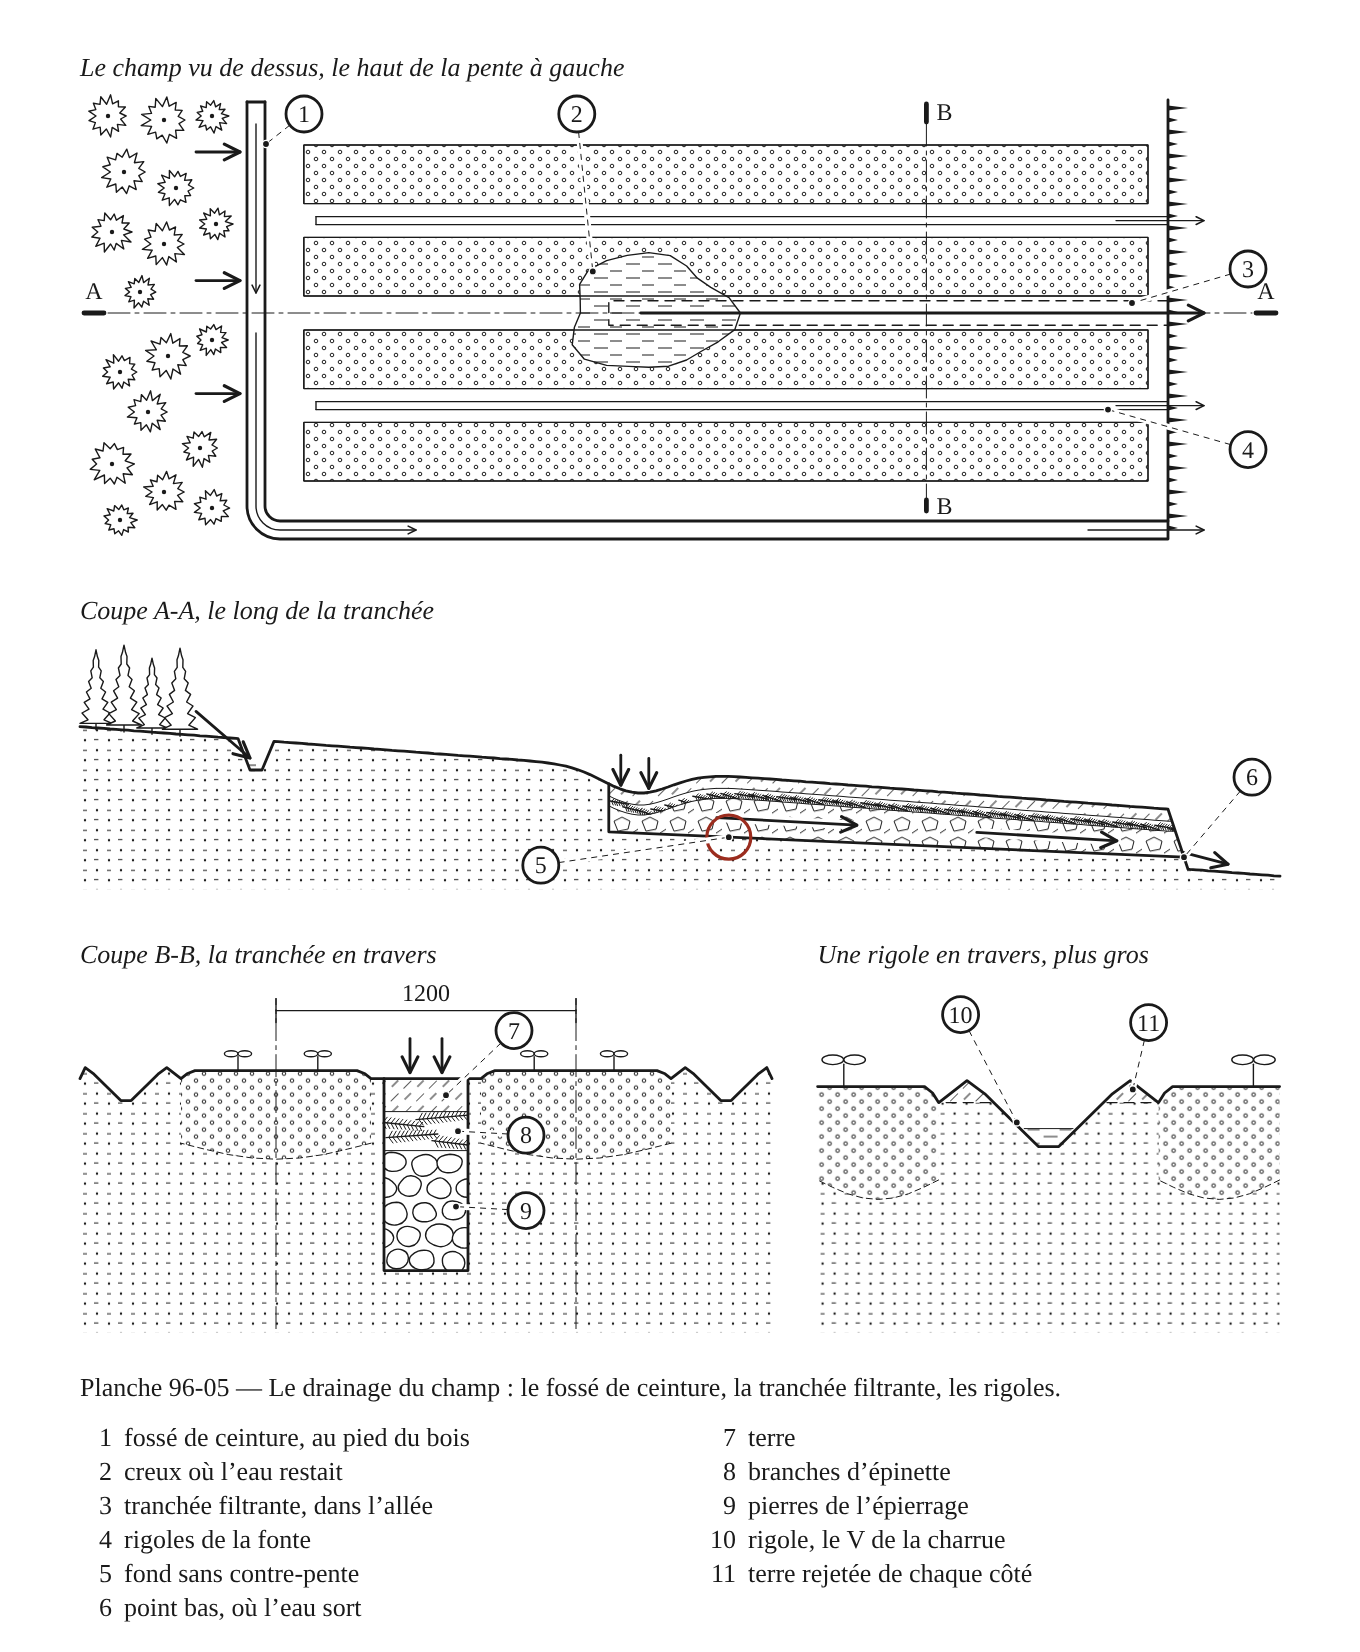 Le champ vu de dessus, le haut de la pente à gauche
1
2
B
3
A
A
4
B
Coupe A-A, le long de la tranchée
6
5
Coupe B-B, la tranchée en travers
Une rigole en travers, plus gros
1200
10
11
7
8
9
Planche 96-05 — Le drainage du champ : le fossé de ceinture, la tranchée filtrante, les rigoles.
1 fossé de ceinture, au pied du bois
2 creux où l’eau restait
3 tranchée filtrante, dans l’allée
4 rigoles de la fonte
5 fond sans contre-pente
6 point bas, où l’eau sort
7 terre
8 branches d’épinette
9 pierres de l’épierrage
10 rigole, le V de la charrue
11 terre rejetée de chaque côté